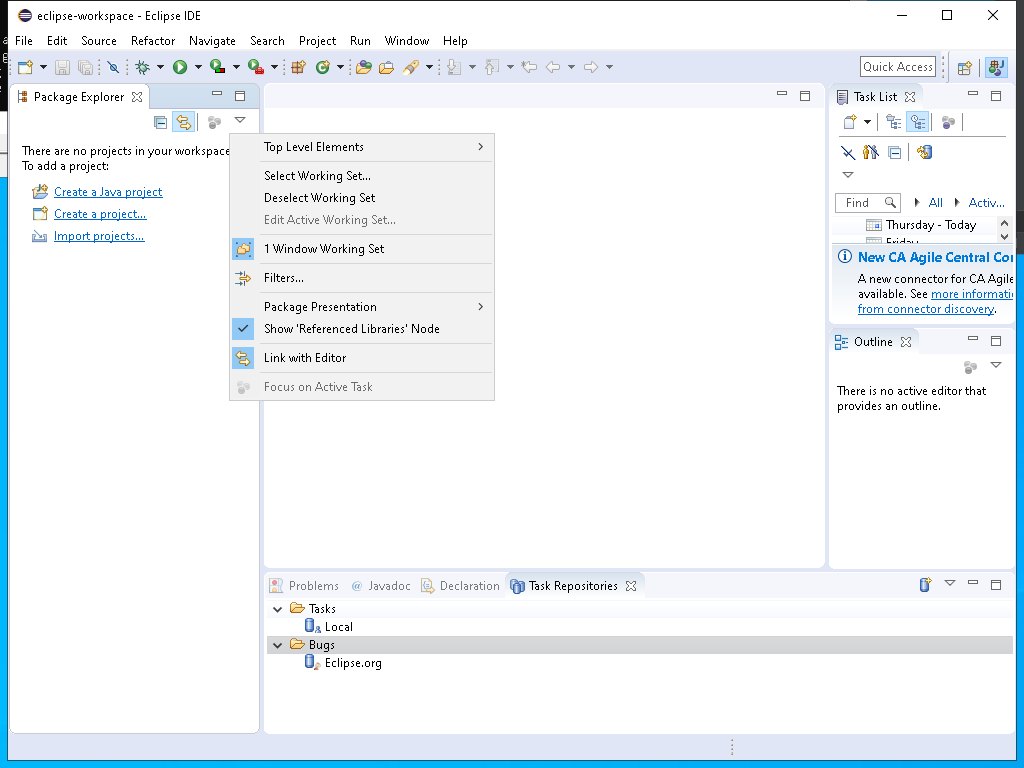 eclipse-workspace - Eclipse IDE
File Edit Source Refactor Navigate Search Project Run Window Help
Quick Access
Package Explorer
There are no projects in your workspace
To add a project:
Create a Java project
Create a project...
Import projects...
Top Level Elements
Select Working Set...
Deselect Working Set
Edit Active Working Set...
1 Window Working Set
Filters...
Package Presentation
Show 'Referenced Libraries' Node
Link with Editor
Focus on Active Task
Task List
Find All Activ...
Thursday - Today
Friday
New CA Agile Central Co
A new connector for CA Agile
available. See more informati
from connector discovery.
Outline
There is no active editor that
provides an outline.
Problems @ Javadoc Declaration Task Repositories
Tasks
Local
Bugs
Eclipse.org